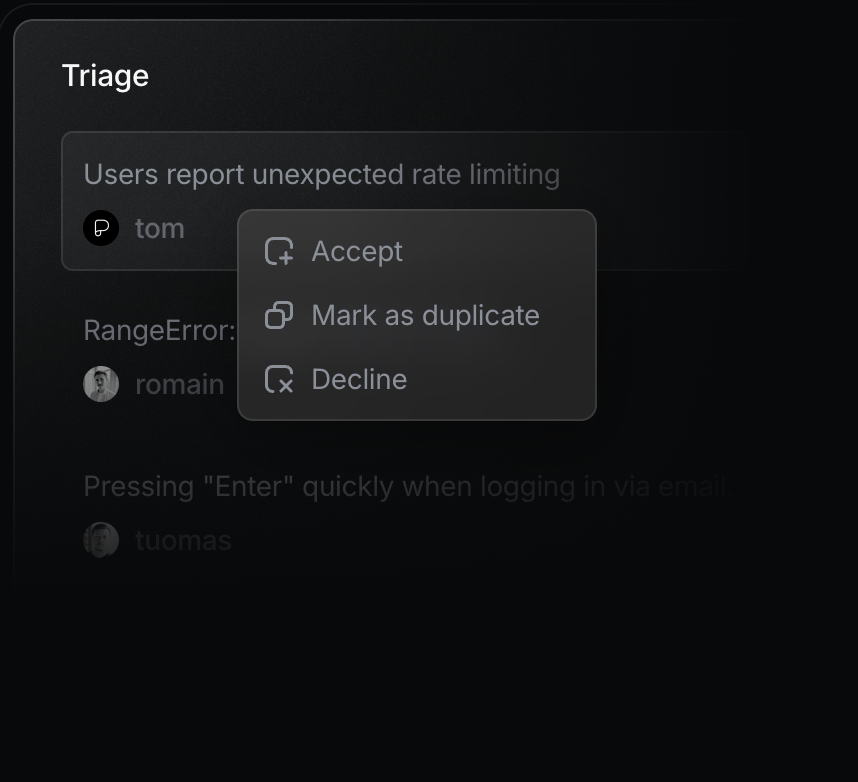 Triage
Users report unexpected rate limiting
tom
Accept
Mark as duplicate
RangeError:
romain
Decline
Pressing "Enter" quickly when logging in via email…
tuomas